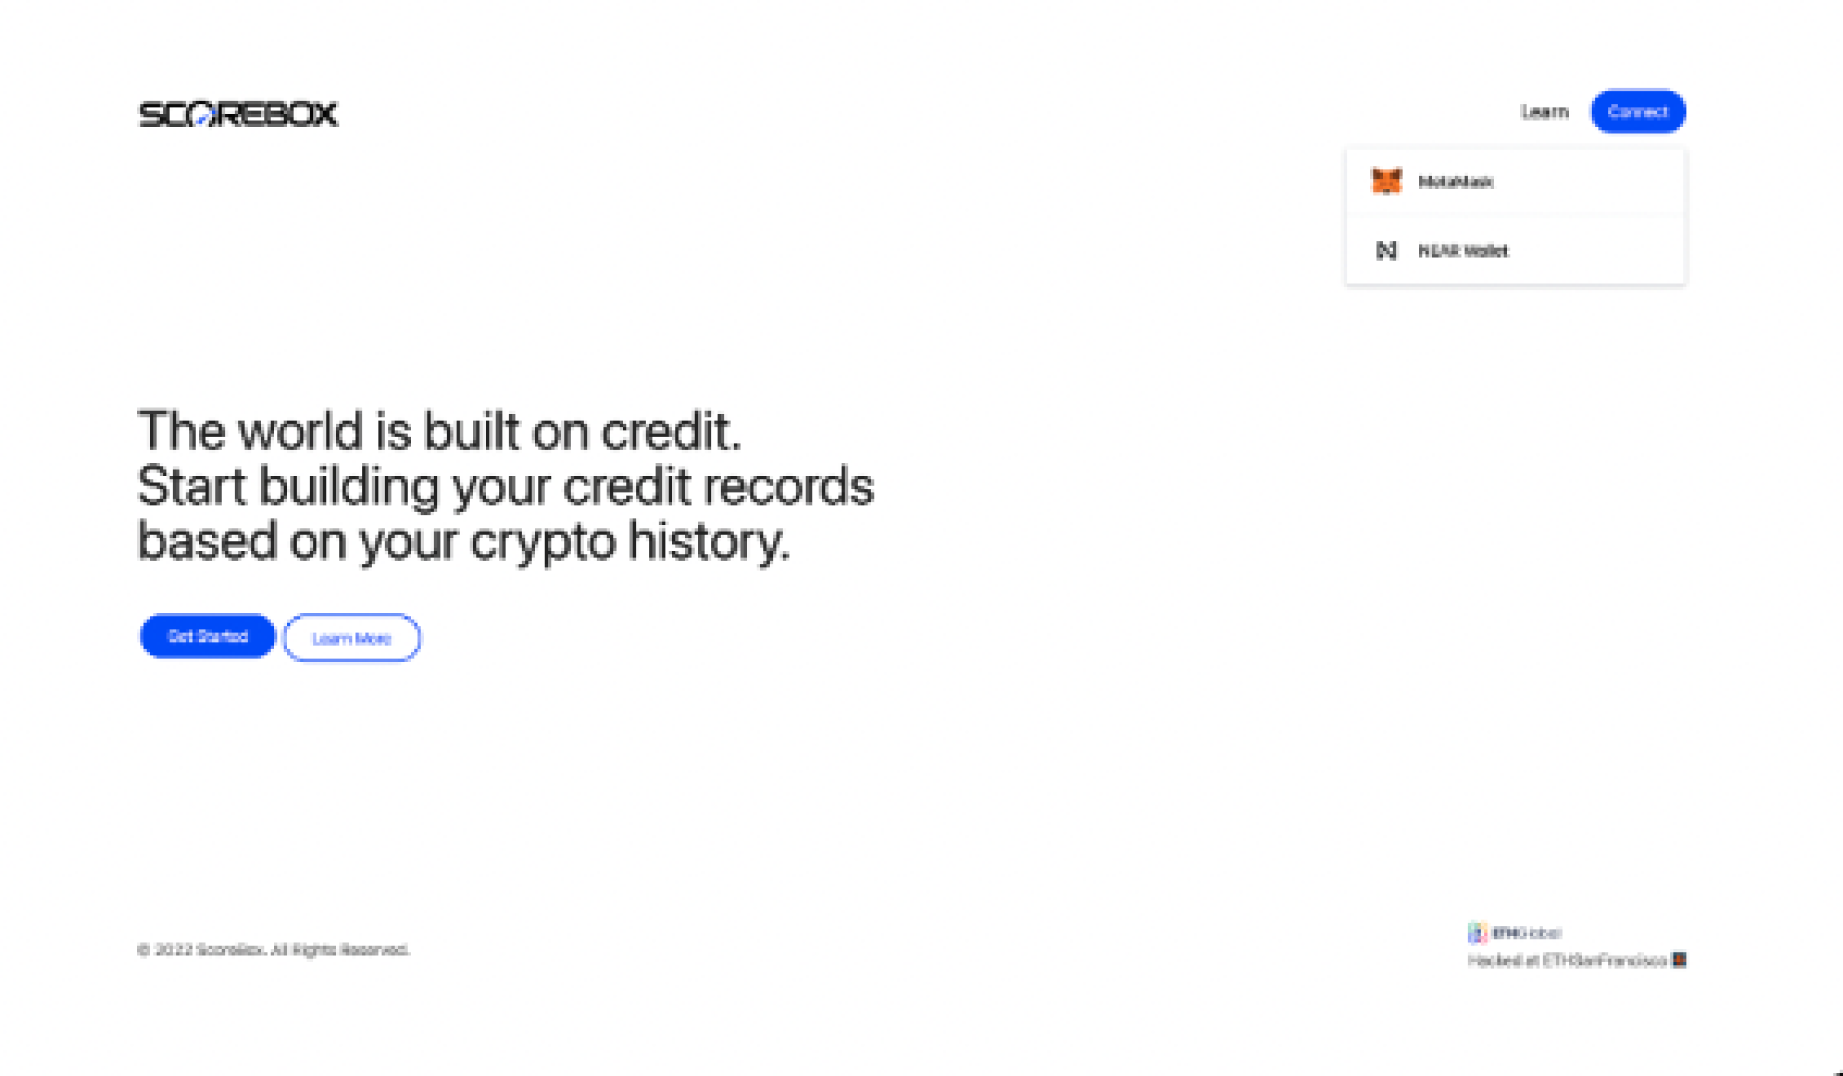 SCOREBOX
Learn
Connect
MetaMask
NEAR Wallet
The world is built on credit.
Start building your credit records
based on your crypto history.
Get Started
Learn More
© 2022 ScoreBox. All Rights Reserved.
ETHGlobal
Hacked at ETHSanFrancisco